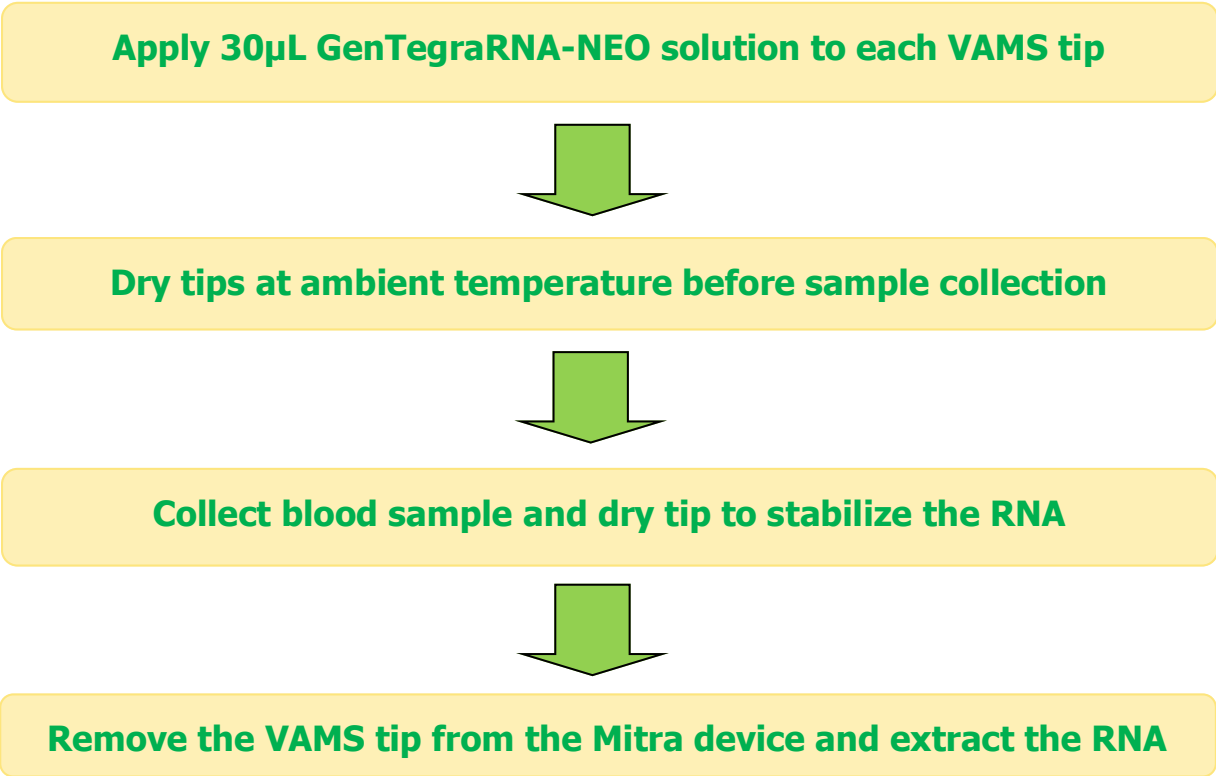 Apply 30µL GenTegraRNA-NEO solution to each VAMS tip
Dry tips at ambient temperature before sample collection
Collect blood sample and dry tip to stabilize the RNA
Remove the VAMS tip from the Mitra device and extract the RNA